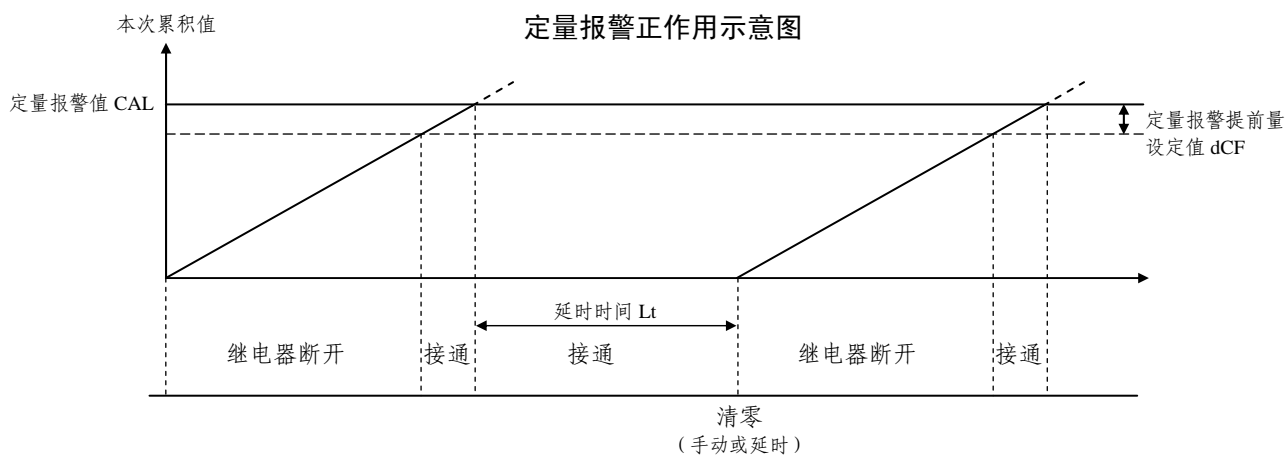 定量报警正作用示意图
本次累积值
定量报警值 CAL
定量报警提前量
设定值 dCF
延时时间 Lt
继电器断开
接通
接通
继电器断开
接通
清零
（手动或延时）